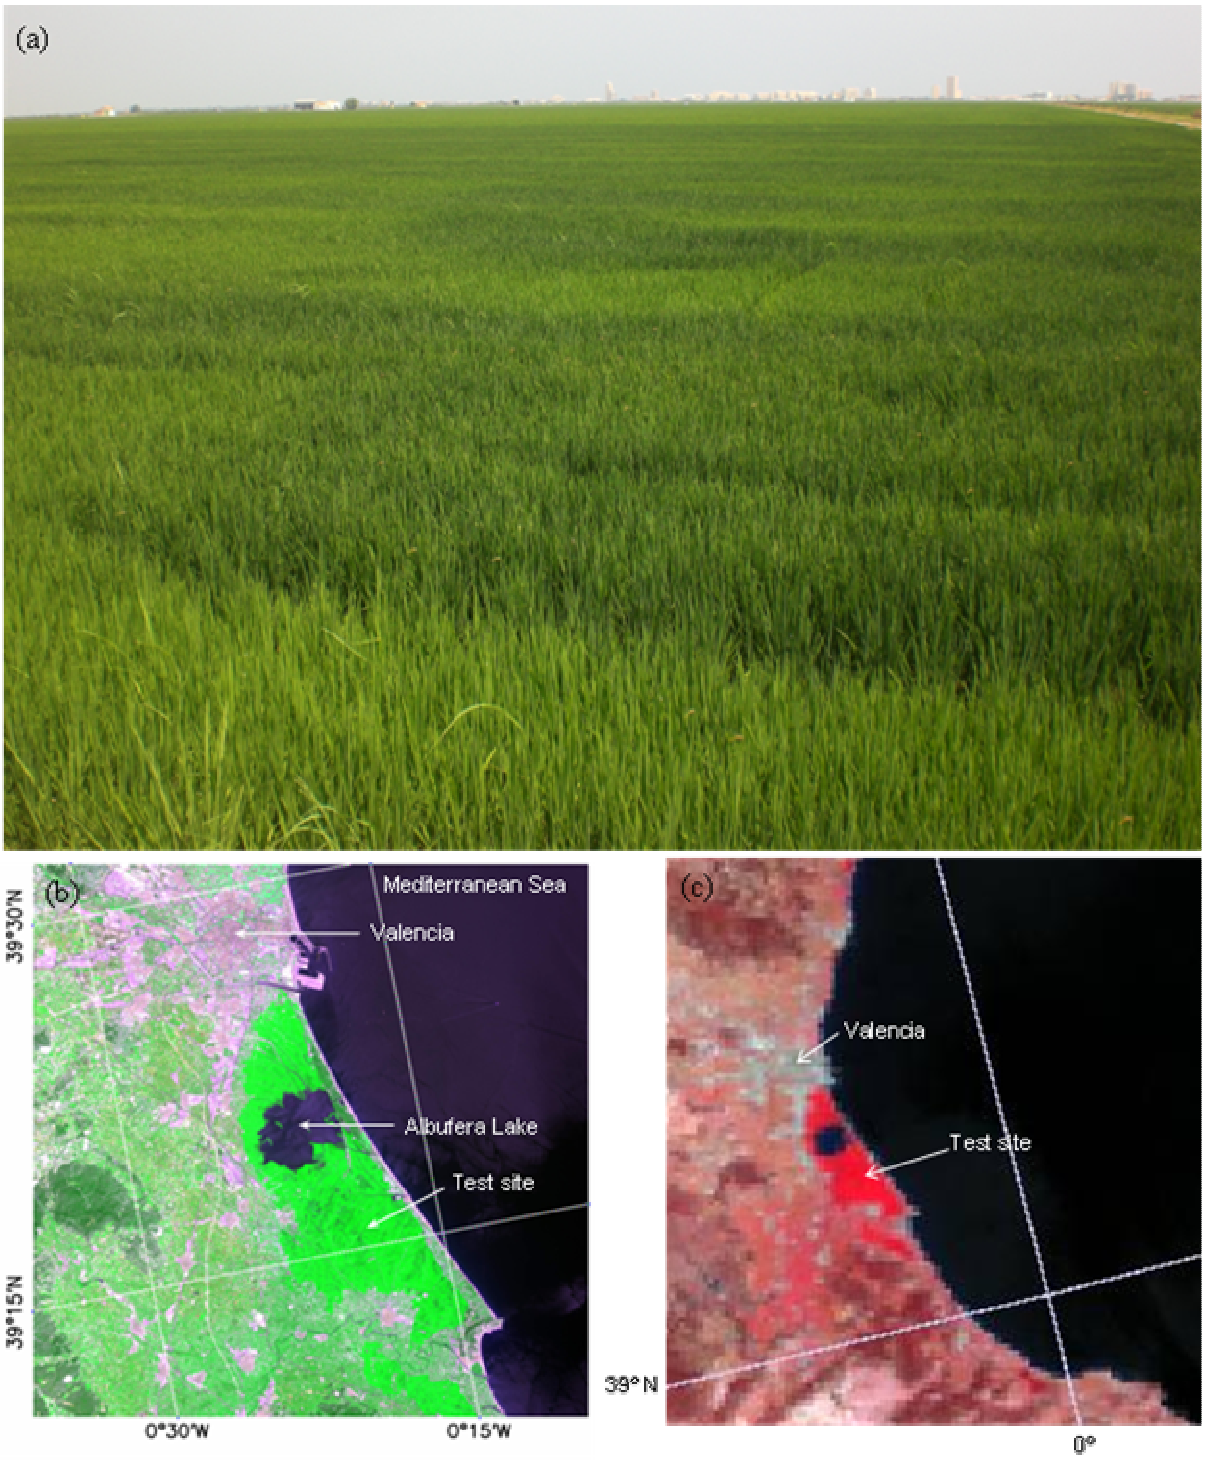 (a)
(b)
Mediterranean Sea
Valencia
Albufera Lake
Test site
39°30'N
39°15'N
0°30'W
0°15'W
(c)
Valencia
Test site
39° N
0°